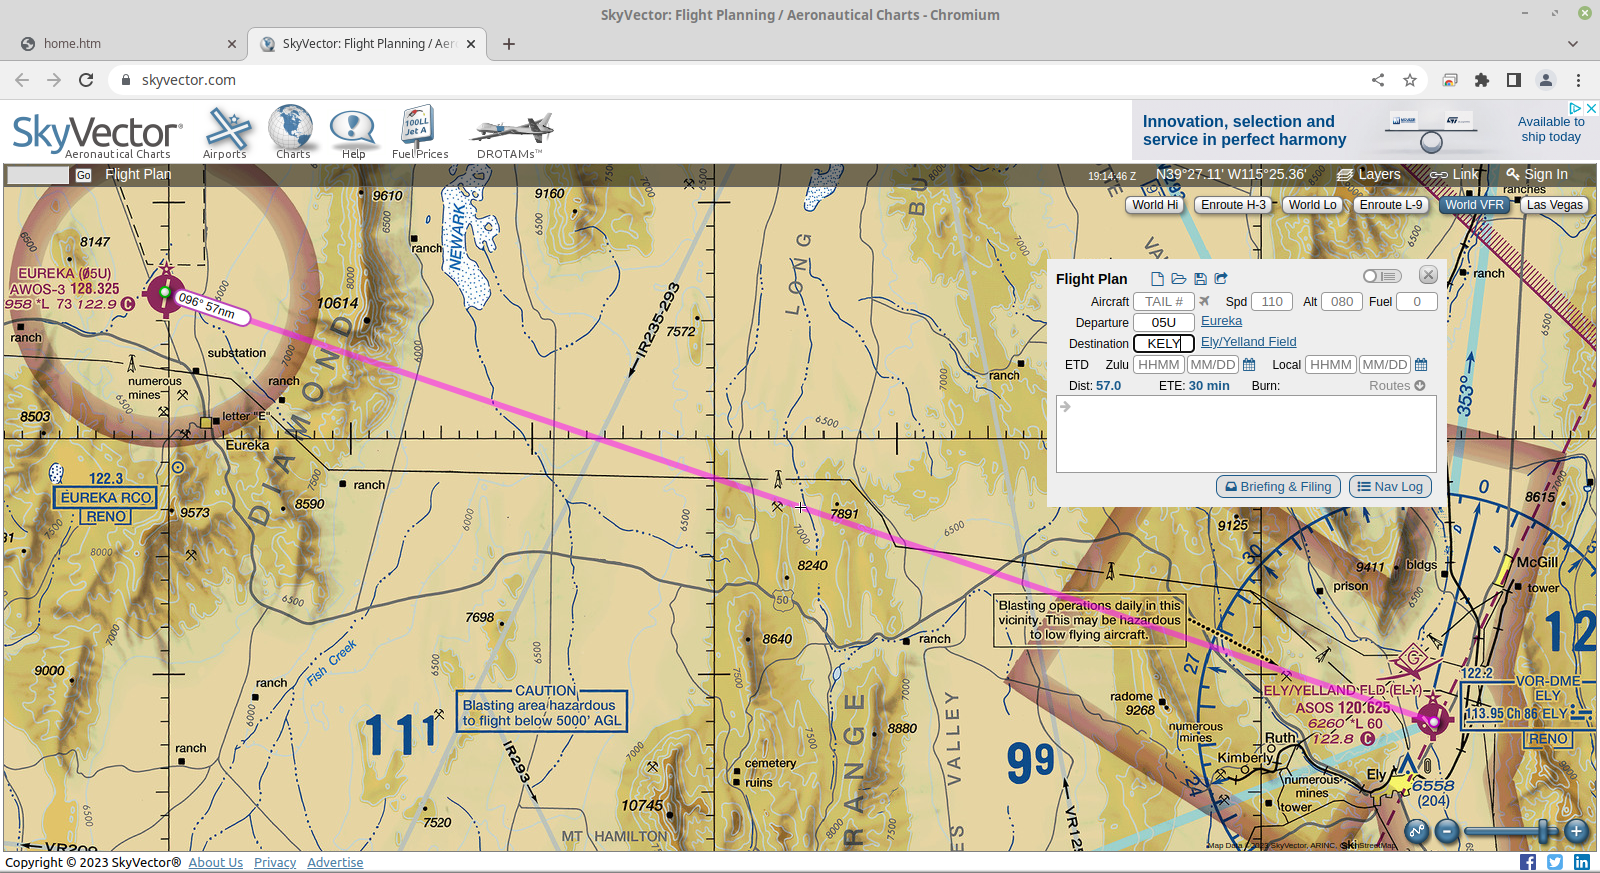 SkyVector: Flight Planning / Aeronautical Charts - Chromium
home.htm
SkyVector: Flight Planning / Aer
skyvector.com
SkyVector
Aeronautical Charts
Airports
Charts
Help
100LL
Jet A
Fuel Prices
DROTAMs™
Innovation, selection and
service in perfect harmony
Available to
ship today
Go
Flight Plan
19:14:46 Z
N39°27.11' W115°25.36'
Layers
Link
Sign In
World Hi
Enroute H-3
World Lo
Enroute L-9
World VFR
Las Vegas
Flight Plan
Aircraft TAIL # Spd 110 Alt 080 Fuel 0
Departure 05U Eureka
Destination KELY Ely/Yelland Field
ETD Zulu HHMM MM/DD Local HHMM MM/DD
Dist: 57.0 ETE: 30 min Burn: Routes
Briefing & Filing
Nav Log
8147
EUREKA (Ø5U)
AWOS-3 128.325
958 *L 73 122.9 C
096° 57nm
ranch
substation
numerous
mines
ranch
letter "E"
8503
Eureka
122.3
EUREKA RCO
RENO
9573
8590
ranch
DIAMOND
9610
10614
ranch
NEWARK
9160
IR235-293
7572
LONG
BU
ranch
7891
8240
50
8640
ranch
7698
Fish Creek
9000
ranch
ranch
111
CAUTION
Blasting area hazardous
to flight below 5000' AGL
IR293
7520
10745
MT HAMILTON
cemetery
ruins
8880
RANGE
VALLEY
99
Blasting operations daily in this
vicinity. This may be hazardous
to low flying aircraft.
radome
9268
numerous
mines
ELY/YELLAND FLD (ELY)
ASOS 120.625
6260 *L 60
122.8 C
Ruth
Kimberly
numerous
mines
tower
Ely
6558
(204)
122.2
VOR-DME
ELY
113.95 Ch 86 ELY
RENO
9125
9411
bldgs
prison
McGill
tower
8615
353°
ranches
ranch
0
30
27
24
12
Copyright © 2023 SkyVector®
About Us
Privacy
Advertise